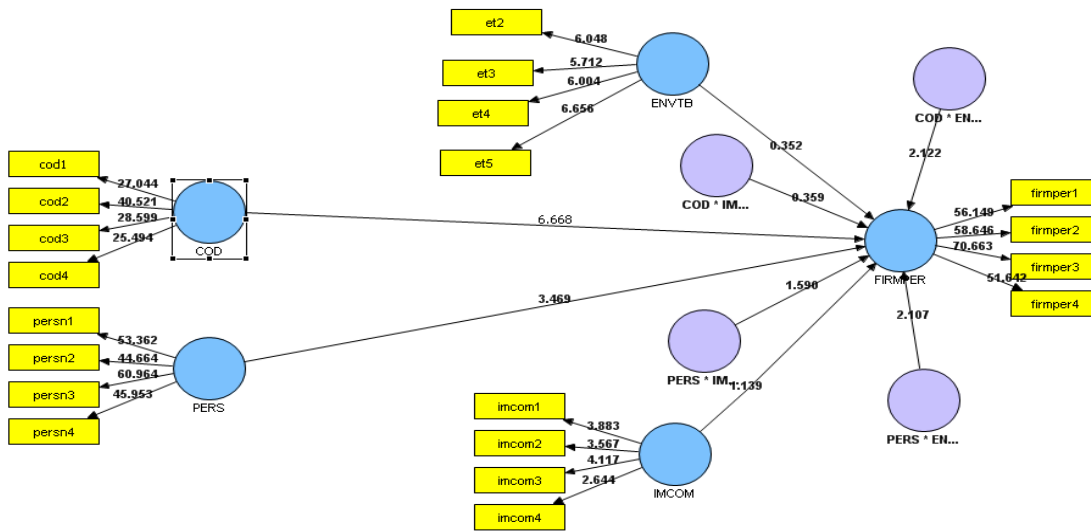 et2
6.048
et3
5.712
et4
6.004
et5
6.656
ENVTB
0.352
COD * EN...
2.122
COD * IM...
0.359
cod1
27.044
cod2
40.521
cod3
28.599
cod4
25.494
COD
6.668
firmper1
56.149
firmper2
58.646
firmper3
70.663
firmper4
51.642
FIRMPER
persn1
53.362
persn2
44.664
persn3
60.964
persn4
45.953
PERS
3.469
1.590
PERS * IM...
1.139
2.107
PERS * EN...
imcom1
3.883
imcom2
3.567
imcom3
4.117
imcom4
2.644
IMCOM